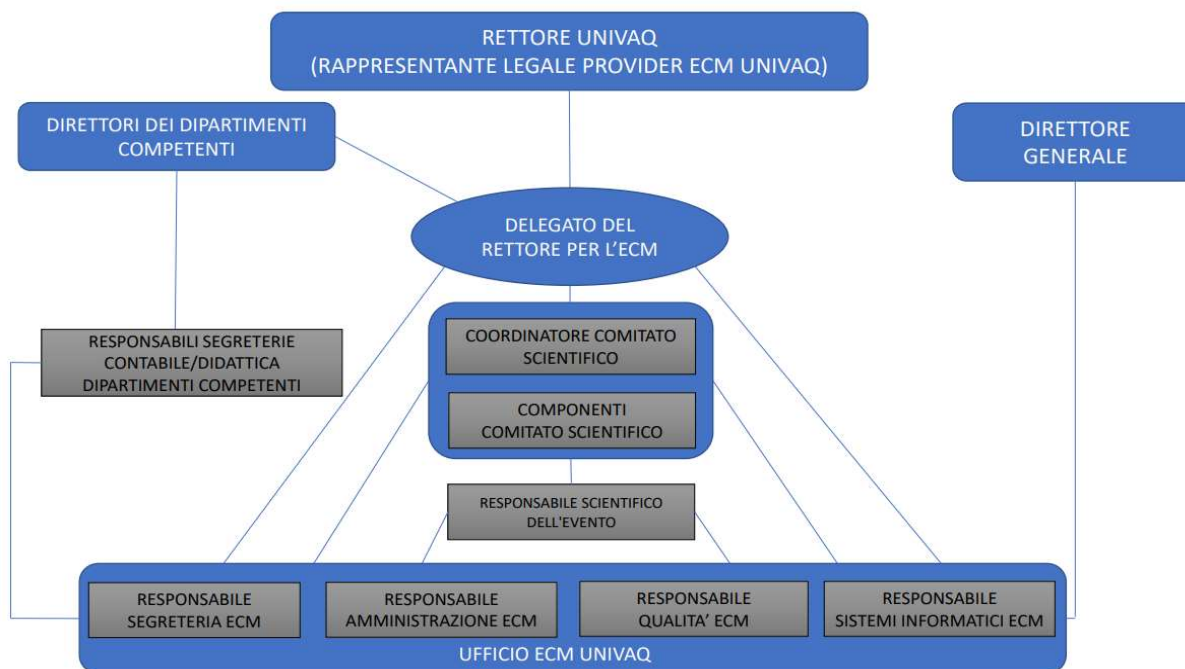 RETTORE UNIVAQ
(RAPPRESENTANTE LEGALE PROVIDER ECM UNIVAQ)
DIRETTORI DEI DIPARTIMENTI
COMPETENTI
DIRETTORE
GENERALE
DELEGATO DEL
RETTORE PER L'ECM
RESPONSABILI SEGRETERIE
CONTABILE/DIDATTICA
DIPARTIMENTI COMPETENTI
COORDINATORE COMITATO
SCIENTIFICO
COMPONENTI
COMITATO SCIENTIFICO
RESPONSABILE SCIENTIFICO
DELL'EVENTO
RESPONSABILE
SEGRETERIA ECM
RESPONSABILE
AMMINISTRAZIONE ECM
RESPONSABILE
QUALITA' ECM
RESPONSABILE
SISTEMI INFORMATICI ECM
UFFICIO ECM UNIVAQ